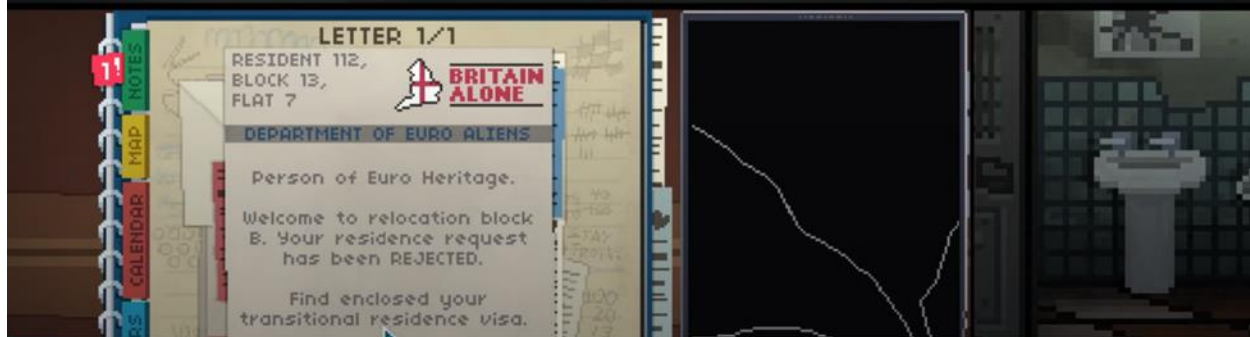 LETTER 1/1
RESIDENT 112,
BLOCK 13,
FLAT 7
BRITAIN
ALONE
DEPARTMENT OF EURO ALIENS
Person of Euro Heritage.
Welcome to relocation block
B. Your residence request
has been REJECTED.
Find enclosed your
transitional residence visa.
1!
NOTES
MAP
CALENDAR